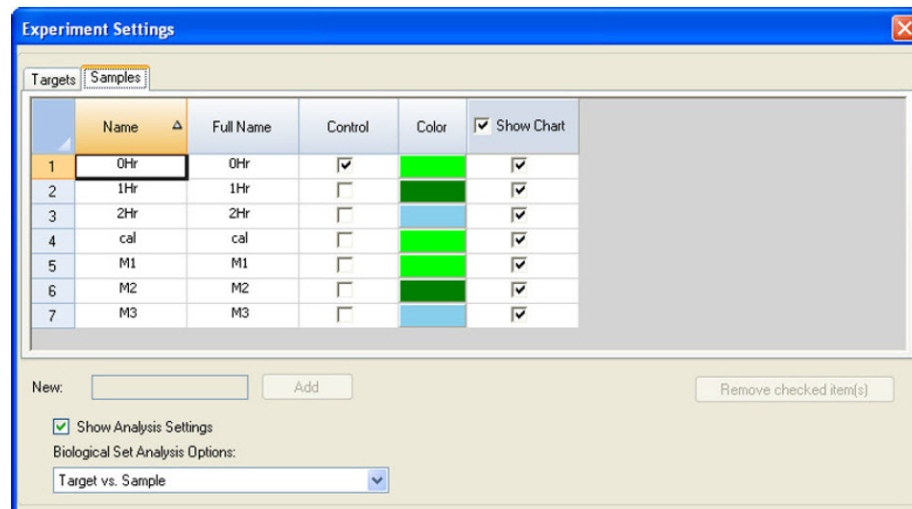 Experiment Settings
Targets Samples
Name Full Name Control Color Show Chart
1 0Hr 0Hr
2 1Hr 1Hr
3 2Hr 2Hr
4 cal cal
5 M1 M1
6 M2 M2
7 M3 M3
New: Add Remove checked item(s)
Show Analysis Settings
Biological Set Analysis Options:
Target vs. Sample